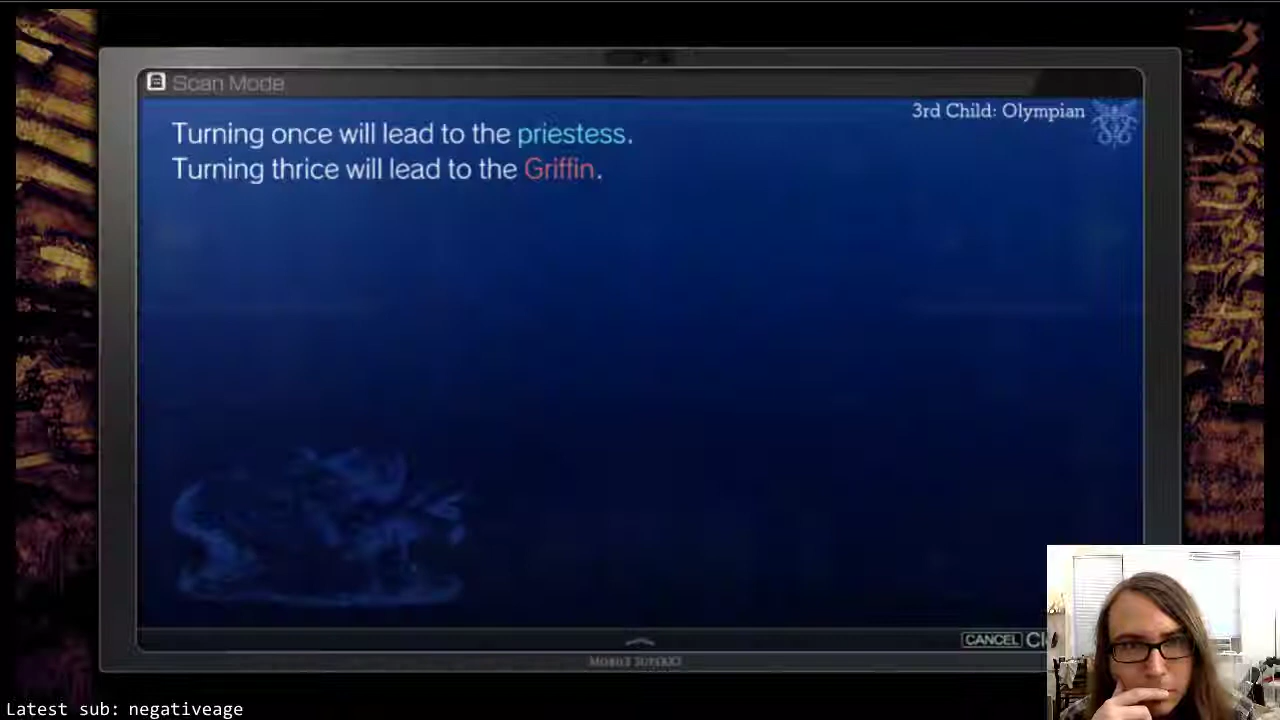 Scan Mode
3rd Child: Olympian
Turning once will lead to the priestess.
Turning thrice will lead to the Griffin.
CANCEL
Latest sub: negativeage